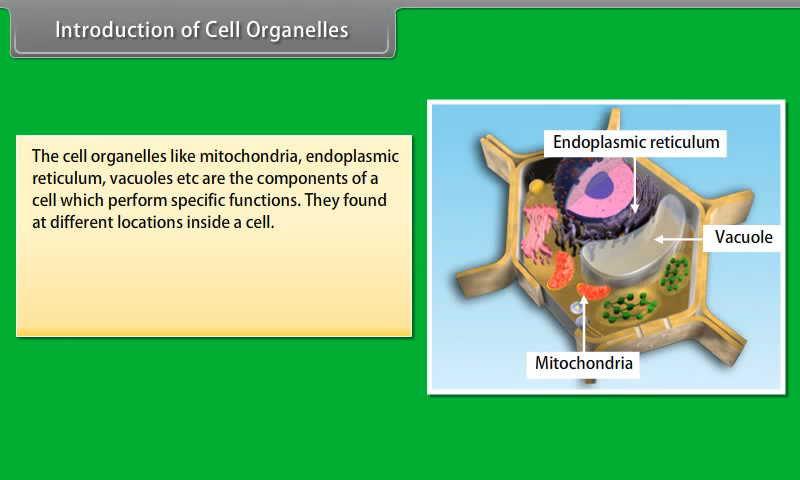 Introduction of Cell Organelles
The cell organelles like mitochondria, endoplasmic
reticulum, vacuoles etc are the components of a
cell which perform specific functions. They found
at different locations inside a cell.
Endoplasmic reticulum
Vacuole
Mitochondria